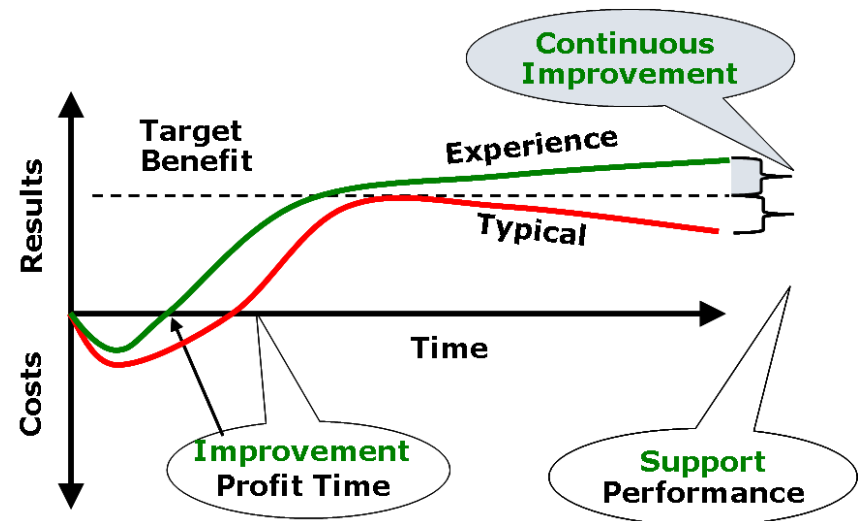 Continuous
Improvement
Target
Benefit
Experience
Typical
Results
Costs
Time
Improvement
Profit Time
Support
Performance